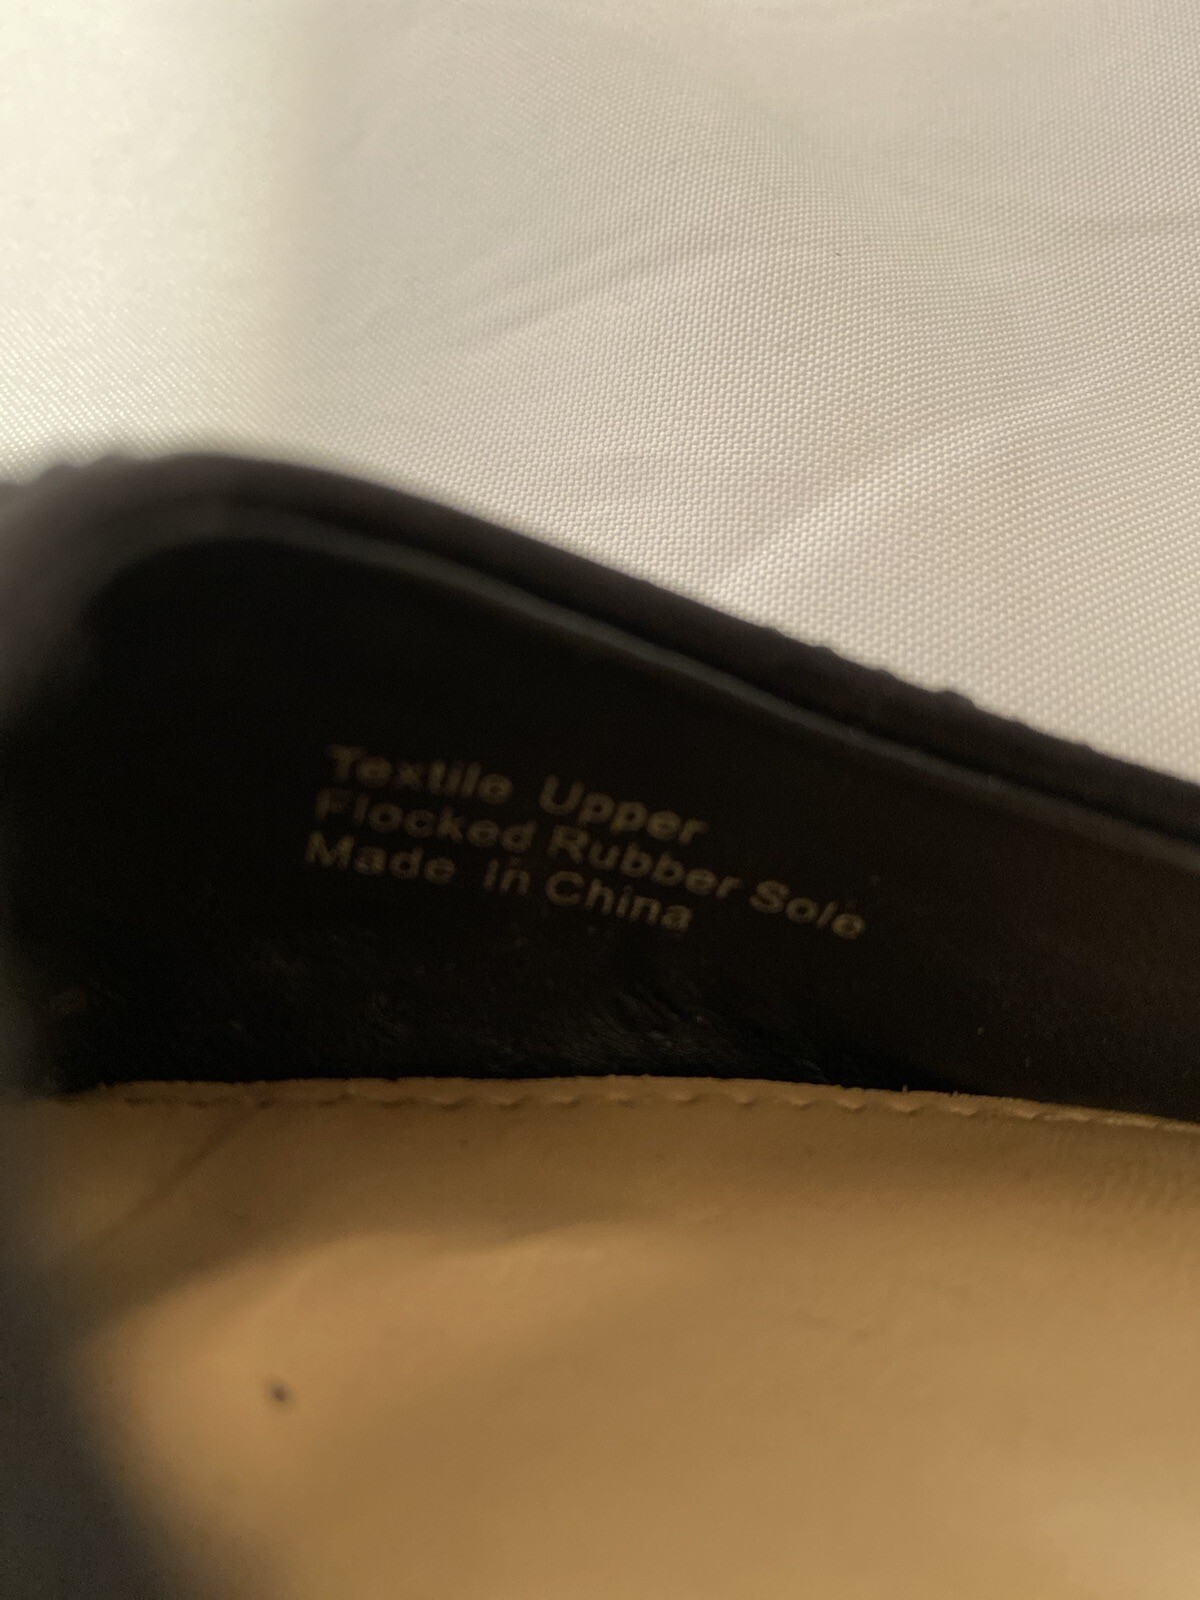 Textile Upper
Flocked Rubber Sole
Made in China